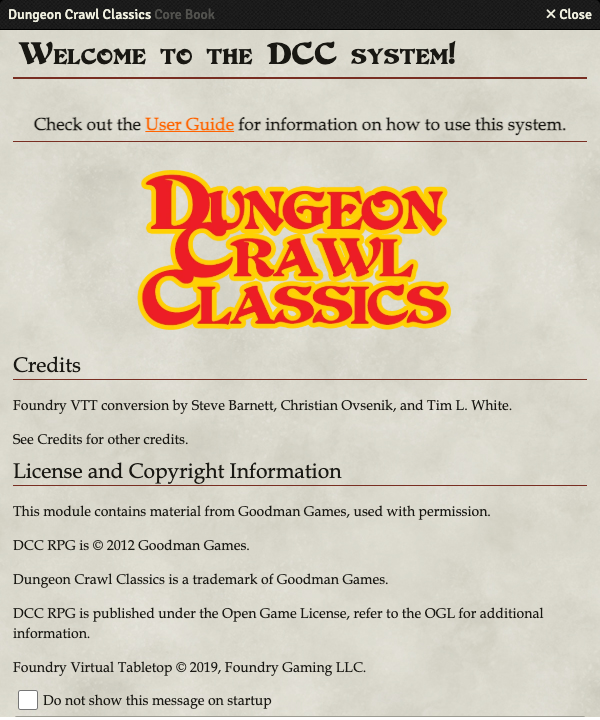 Dungeon Crawl Classics Core Book
✕ Close
Welcome to the DCC system!
Check out the User Guide for information on how to use this system.
Dungeon
Crawl
Classics
Credits
Foundry VTT conversion by Steve Barnett, Christian Ovsenik, and Tim L. White.
See Credits for other credits.
License and Copyright Information
This module contains material from Goodman Games, used with permission.
DCC RPG is © 2012 Goodman Games.
Dungeon Crawl Classics is a trademark of Goodman Games.
DCC RPG is published under the Open Game License, refer to the OGL for additional
information.
Foundry Virtual Tabletop © 2019, Foundry Gaming LLC.
Do not show this message on startup